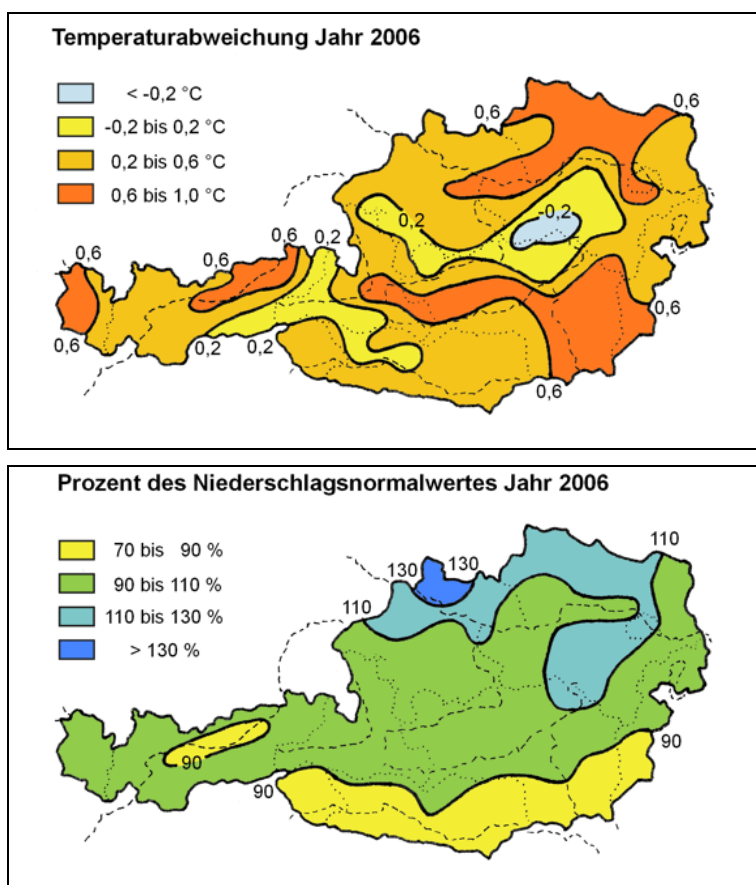 Temperaturabweichung Jahr 2006
< -0,2 °C
-0,2 bis 0,2 °C
0,2 bis 0,6 °C
0,6 bis 1,0 °C
0,6
0,6
0,2
-0,2
0,6
0,6
0,2
0,6
0,6
0,6
0,2
0,2
0,6
Prozent des Niederschlagsnormalwertes Jahr 2006
70 bis 90 %
90 bis 110 %
110 bis 130 %
> 130 %
130
130
110
110
90
90
90